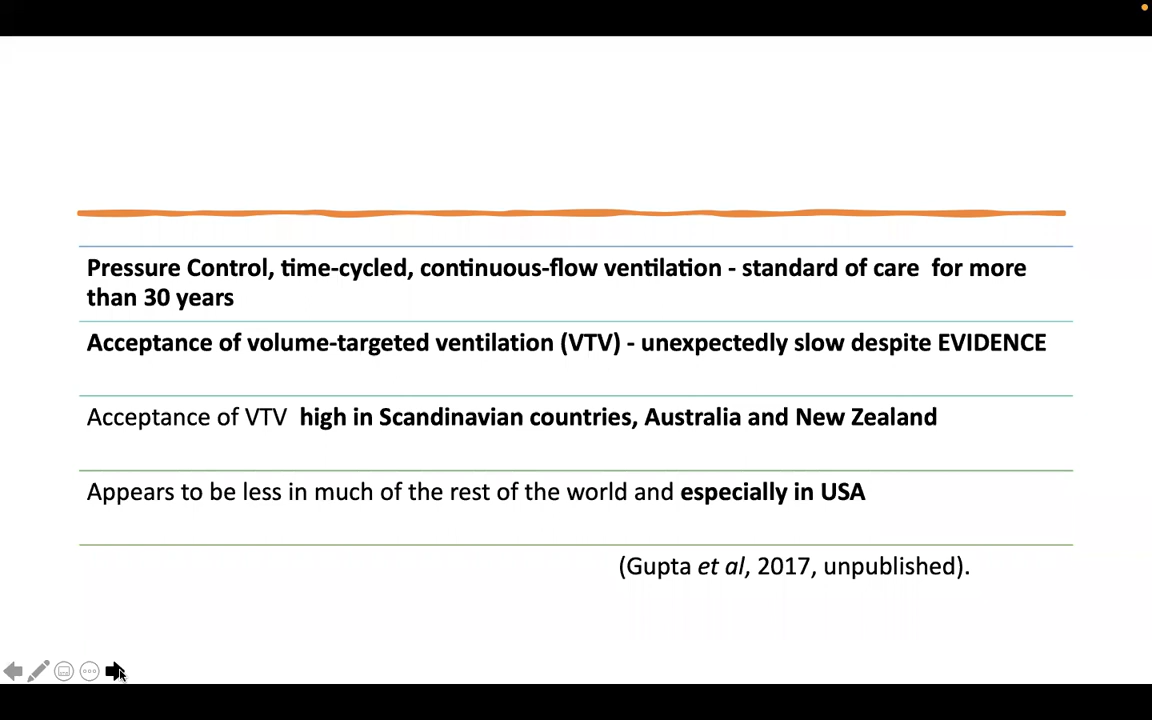 Pressure Control, time-cycled, continuous-flow ventilation - standard of care  for more
than 30 years
Acceptance of volume-targeted ventilation (VTV) - unexpectedly slow despite EVIDENCE
Acceptance of VTV  high in Scandinavian countries, Australia and New Zealand
Appears to be less in much of the rest of the world and especially in USA
(Gupta et al, 2017, unpublished).